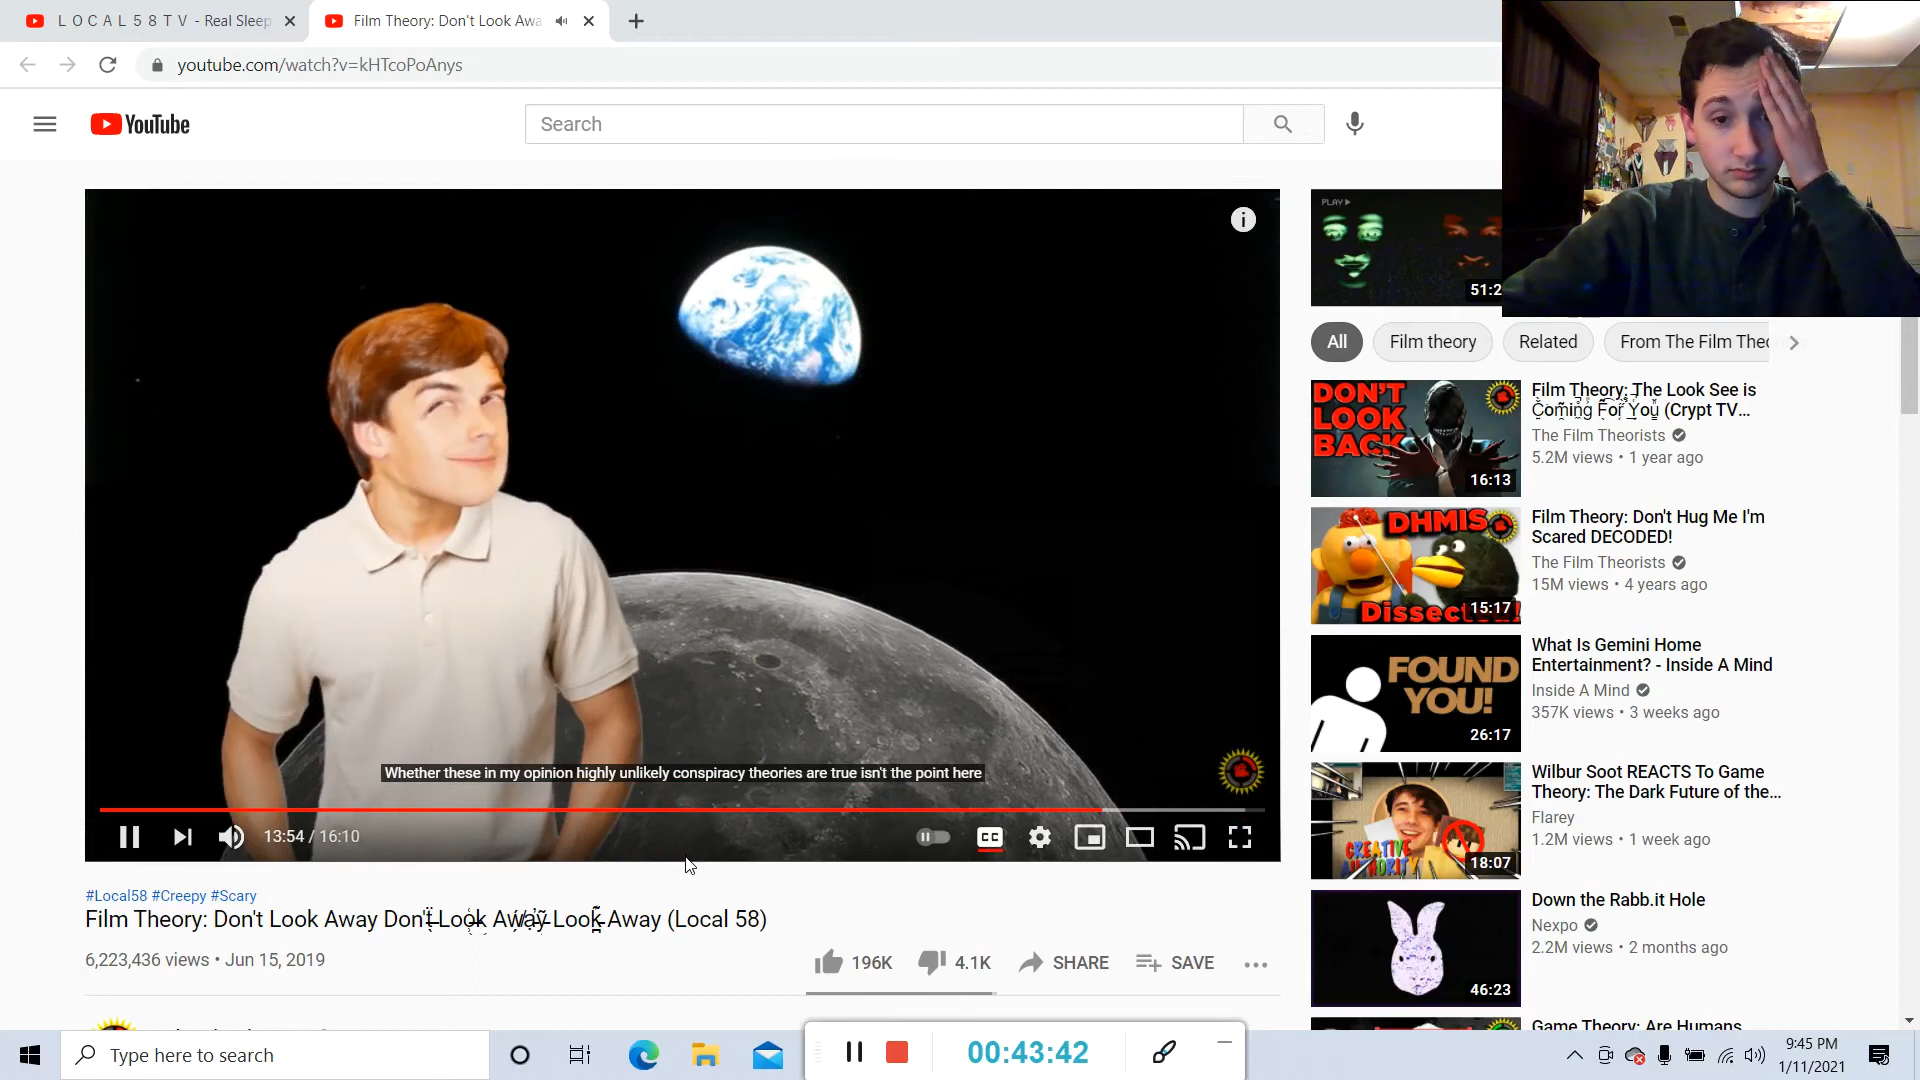 L O C A L 5 8 T V - Real Sleep
Film Theory: Don't Look Awa
youtube.com/watch?v=kHTcoPoAnys
YouTube
Search
Whether these in my opinion highly unlikely conspiracy theories are true isn't the point here
CC
13:54 / 16:10
#Local58 #Creepy #Scary
Film Theory: Don't Look Away Don't Look Away Look Away (Local 58)
6,223,436 views • Jun 15, 2019
196K
4.1K
SHARE
SAVE
PLAY
51:2
All
Film theory
Related
From The Film Theo
DON'T
LOOK
BACK
16:13
Film Theory: The Look See is
Coming For You (Crypt TV...
The Film Theorists
5.2M views • 1 year ago
DHMIS
Dissect
15:17
Film Theory: Don't Hug Me I'm
Scared DECODED!
The Film Theorists
15M views • 4 years ago
FOUND
YOU!
26:17
What Is Gemini Home
Entertainment? - Inside A Mind
Inside A Mind
357K views • 3 weeks ago
CREATIVE
AUTHORITY
18:07
Wilbur Soot REACTS To Game
Theory: The Dark Future of the...
Flarey
1.2M views • 1 week ago
46:23
Down the Rabb.it Hole
Nexpo
2.2M views • 2 months ago
Game Theory: Are Humans
Type here to search
00:43:42
9:45 PM
1/11/2021